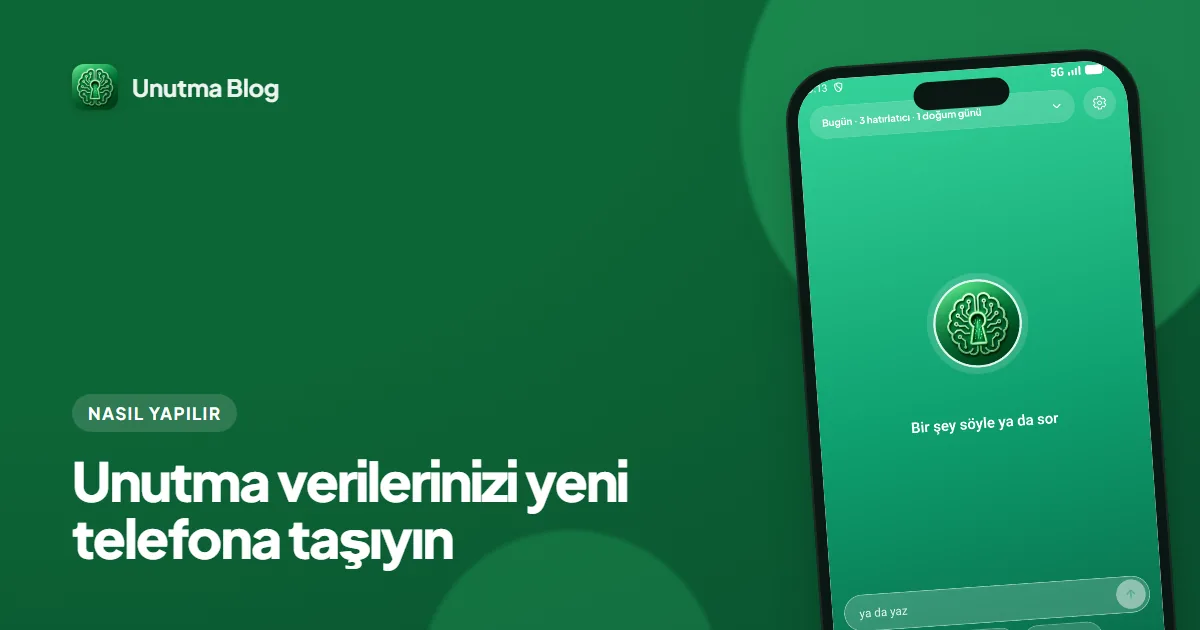 Unutma Blog
NASIL YAPILIR
Unutma verilerinizi yeni
telefona taşıyın
:13
5G
Bugün · 3 hatırlatıcı · 1 doğum günü
Bir şey söyle ya da sor
ya da yaz